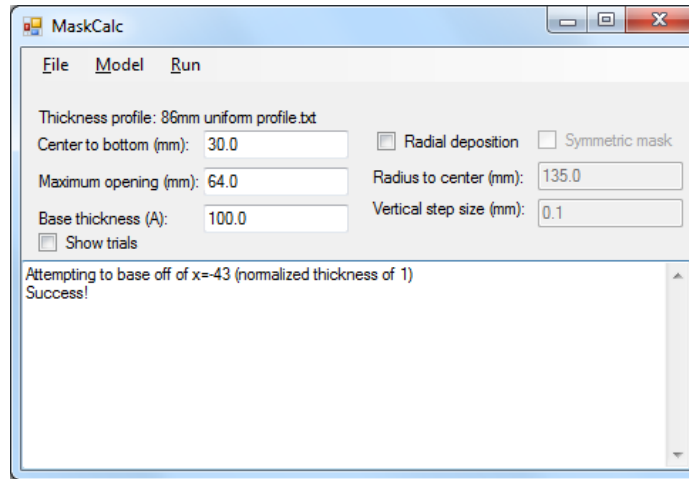 MaskCalc
File Model Run
Thickness profile: 86mm uniform profile.txt
Center to bottom (mm): 30.0 Radial deposition Symmetric mask
Maximum opening (mm): 64.0 Radius to center (mm): 135.0
Base thickness (A): 100.0 Vertical step size (mm): 0.1
Show trials
Attempting to base off of x=-43 (normalized thickness of 1)
Success!